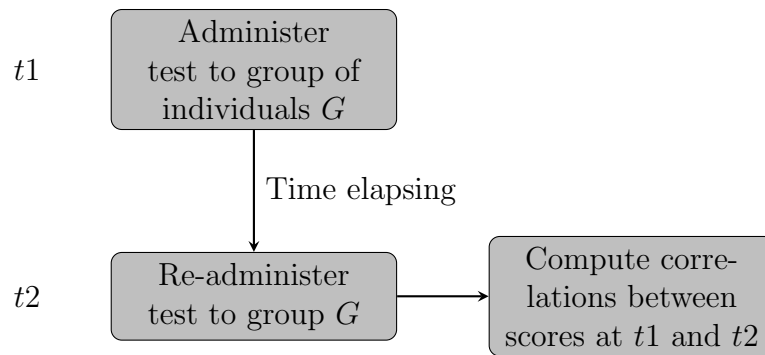 t1
Administer
test to group of
individuals G
Time elapsing
t2
Re-administer
test to group G
Compute corre-
lations between
scores at t1 and t2